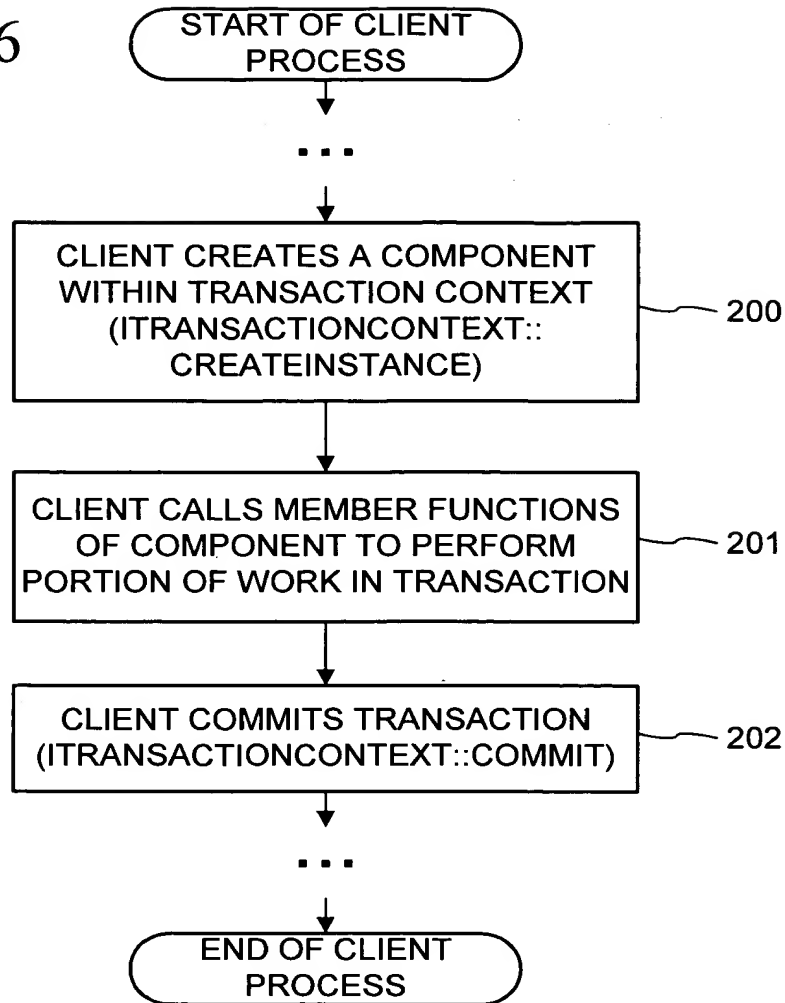 6
START OF CLIENT
PROCESS
...
CLIENT CREATES A COMPONENT
WITHIN TRANSACTION CONTEXT
(ITRANSACTIONCONTEXT::
CREATEINSTANCE)
200
CLIENT CALLS MEMBER FUNCTIONS
OF COMPONENT TO PERFORM
PORTION OF WORK IN TRANSACTION
201
CLIENT COMMITS TRANSACTION
(ITRANSACTIONCONTEXT::COMMIT)
202
...
END OF CLIENT
PROCESS